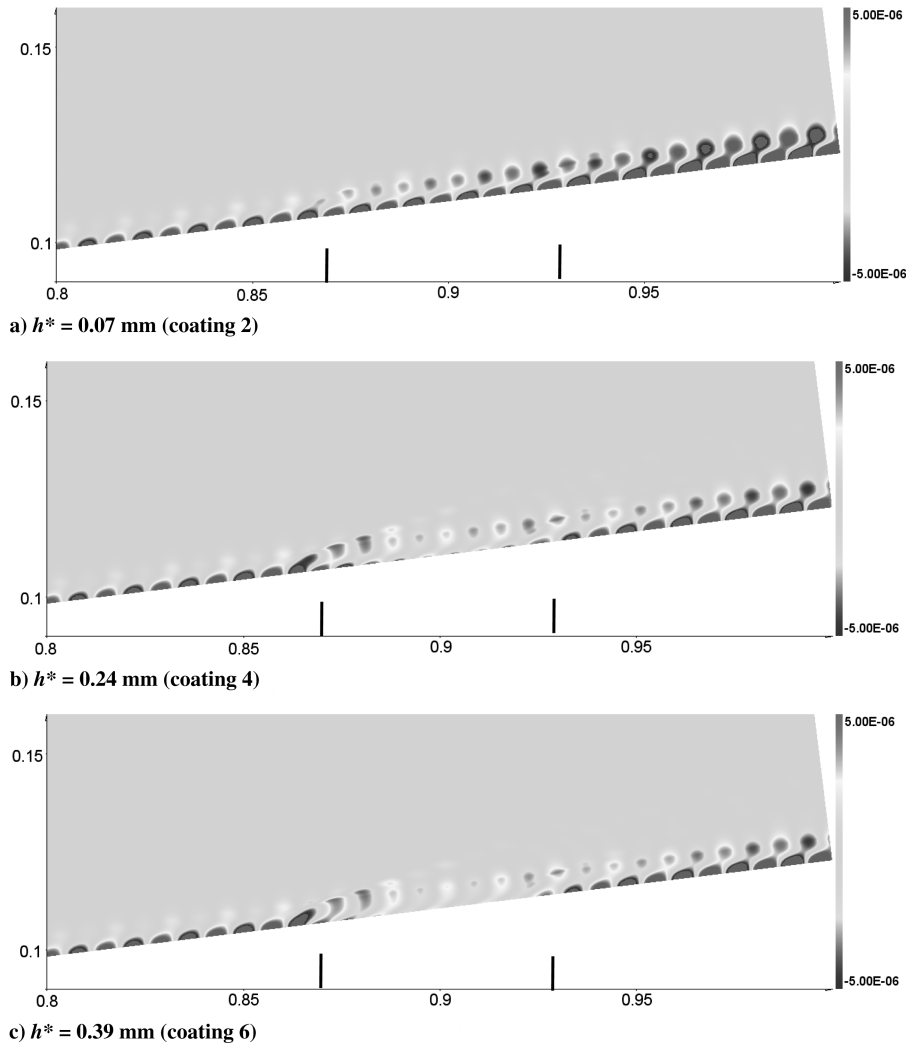 5.00E-06
0.15
0.1
-5.00E-06
0.8 0.85 0.9 0.95
a) h* = 0.07 mm (coating 2)
5.00E-06
0.15
0.1
-5.00E-06
0.8 0.85 0.9 0.95
b) h* = 0.24 mm (coating 4)
5.00E-06
0.15
0.1
-5.00E-06
0.8 0.85 0.9 0.95
c) h* = 0.39 mm (coating 6)